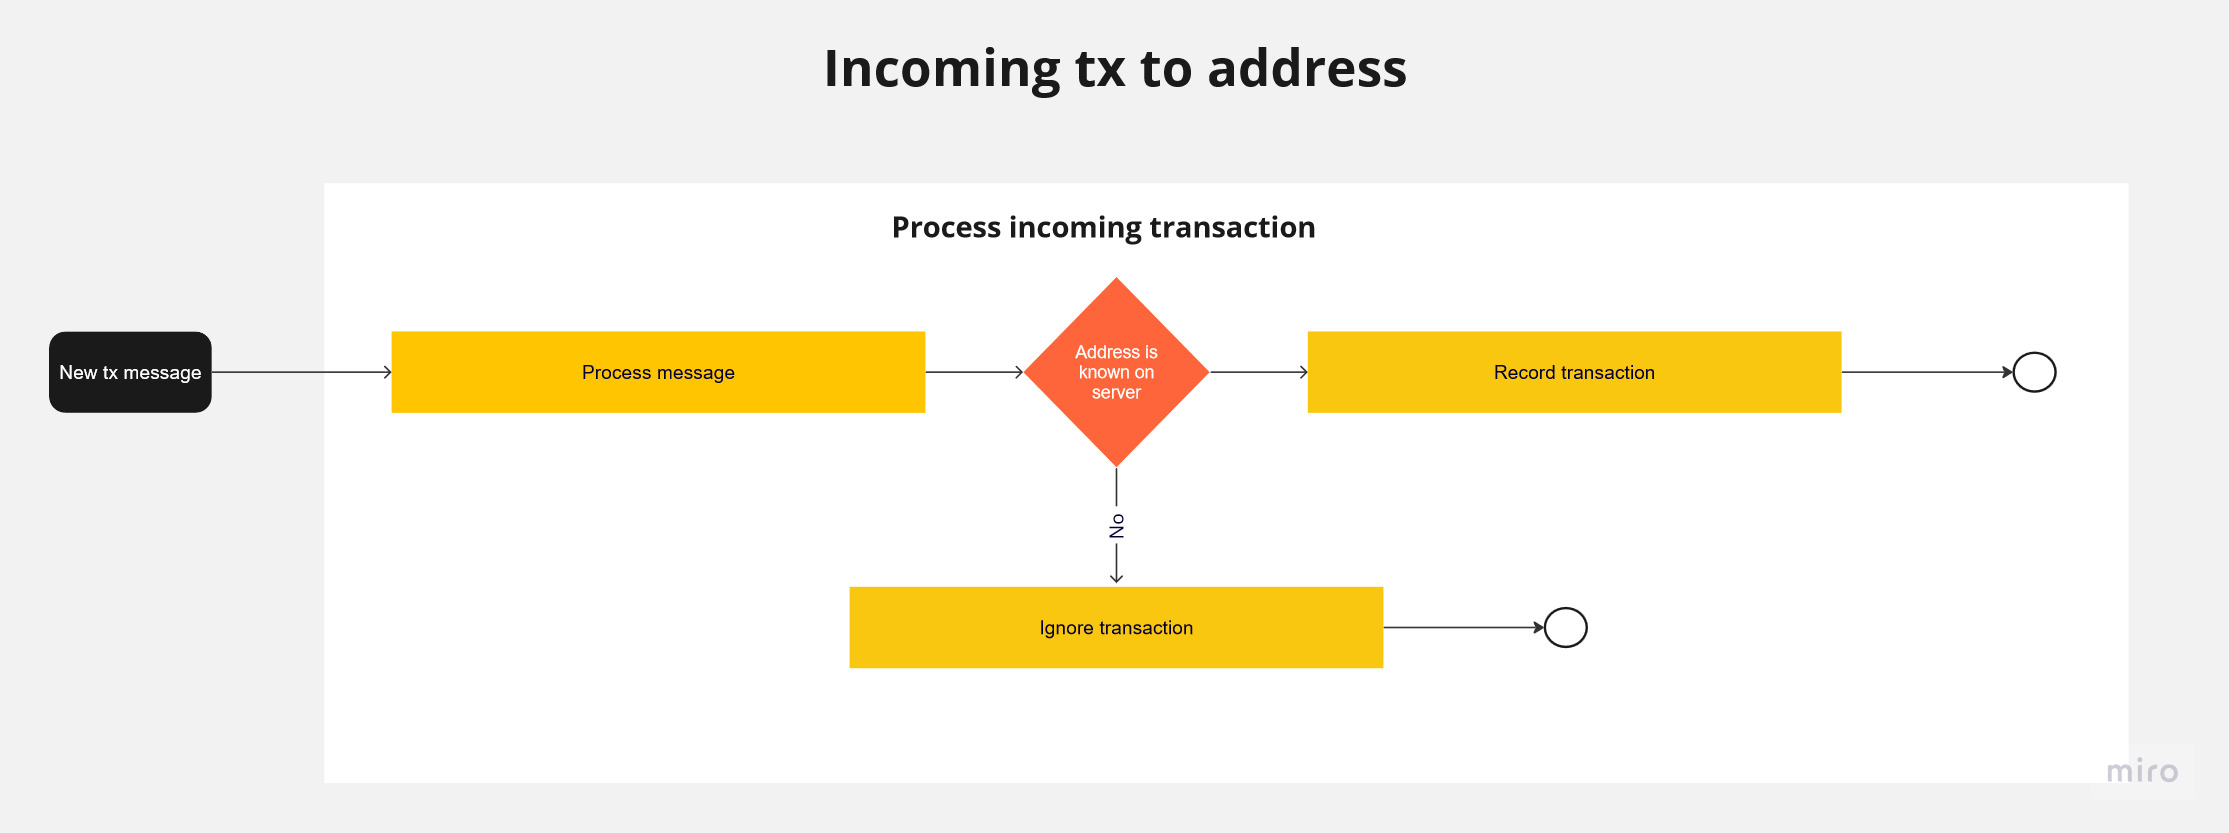 Incoming tx to address
Process incoming transaction
New tx message
Process message
Address is
known on
server
Record transaction
No
Ignore transaction
miro